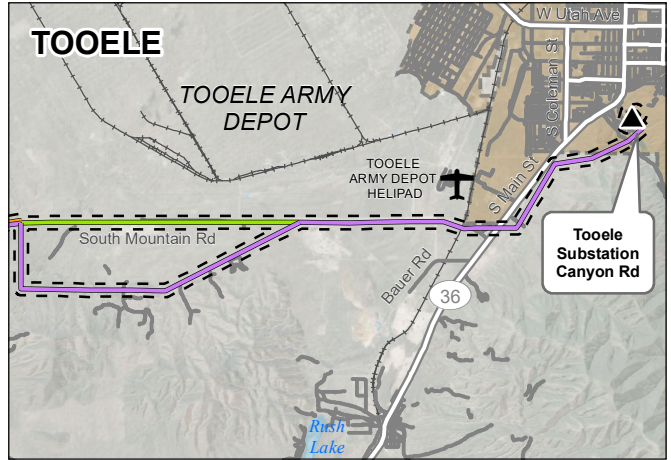 TOOELE
W Utah Ave
S Coleman St
TOOELE ARMY
DEPOT
TOOELE
ARMY DEPOT
HELIPAD
S Main St
South Mountain Rd
Bauer Rd
36
Tooele
Substation
Canyon Rd
Rush
Lake